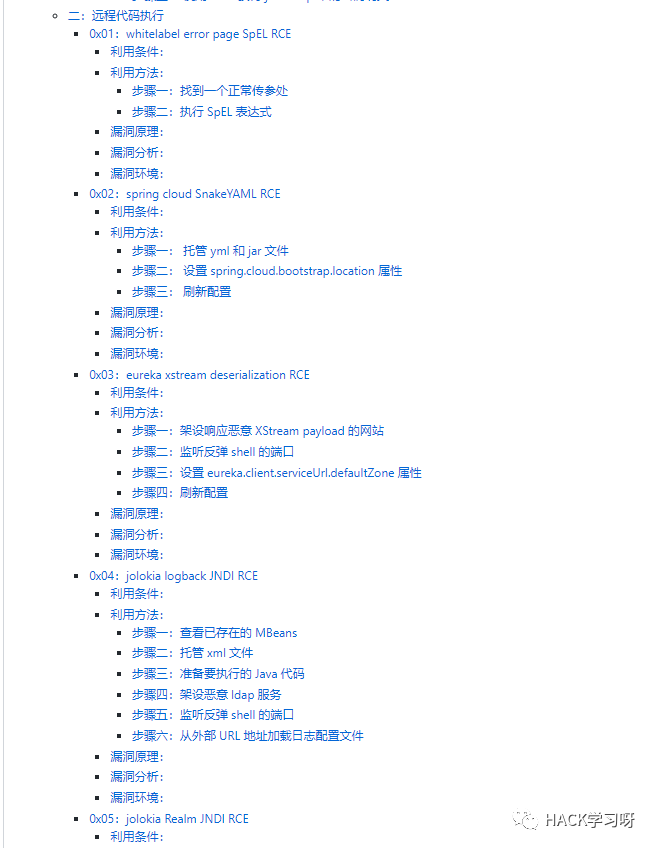 二：远程代码执行
0x01：whitelabel error page SpEL RCE
利用条件：
利用方法：
步骤一：找到一个正常传参处
步骤二：执行 SpEL 表达式
漏洞原理：
漏洞分析：
漏洞环境：
0x02：spring cloud SnakeYAML RCE
利用条件：
利用方法：
步骤一： 托管 yml 和 jar 文件
步骤二： 设置 spring.cloud.bootstrap.location 属性
步骤三： 刷新配置
漏洞原理：
漏洞分析：
漏洞环境：
0x03：eureka xstream deserialization RCE
利用条件：
利用方法：
步骤一：架设响应恶意 XStream payload 的网站
步骤二：监听反弹 shell 的端口
步骤三：设置 eureka.client.serviceUrl.defaultZone 属性
步骤四：刷新配置
漏洞原理：
漏洞分析：
漏洞环境：
0x04：jolokia logback JNDI RCE
利用条件：
利用方法：
步骤一：查看已存在的 MBeans
步骤二：托管 xml 文件
步骤三：准备要执行的 Java 代码
步骤四：架设恶意 ldap 服务
步骤五：监听反弹 shell 的端口
步骤六：从外部 URL 地址加载日志配置文件
漏洞原理：
漏洞分析：
漏洞环境：
0x05：jolokia Realm JNDI RCE
利用条件：
HACK学习呀